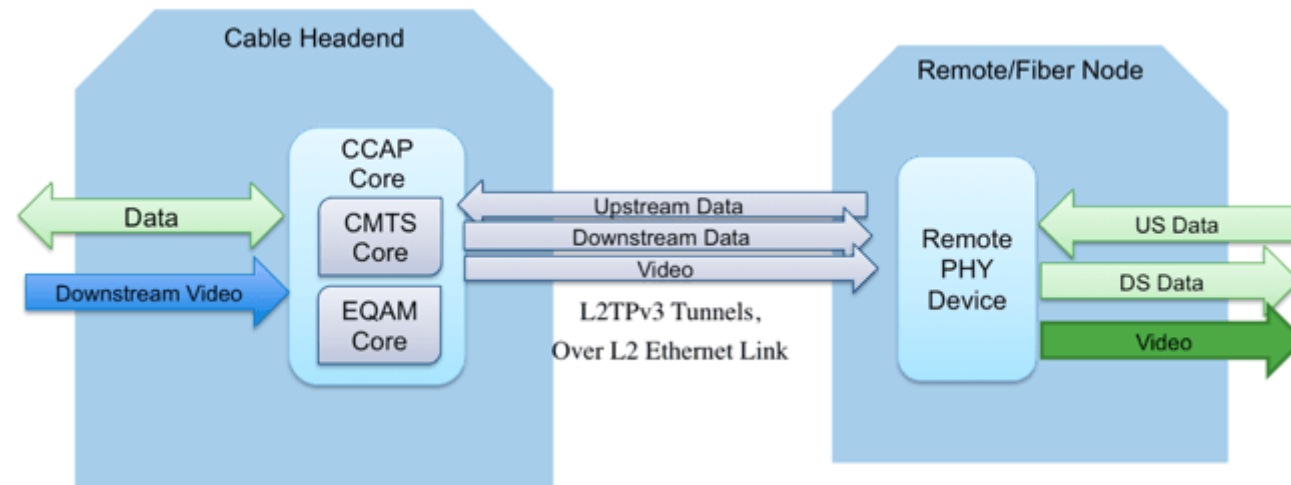 Cable Headend
Remote/Fiber Node
CCAP
Core
CMTS
Core
EQAM
Core
Data
Downstream Video
Upstream Data
Downstream Data
Video
L2TPv3 Tunnels,
Over L2 Ethernet Link
Remote
PHY
Device
US Data
DS Data
Video